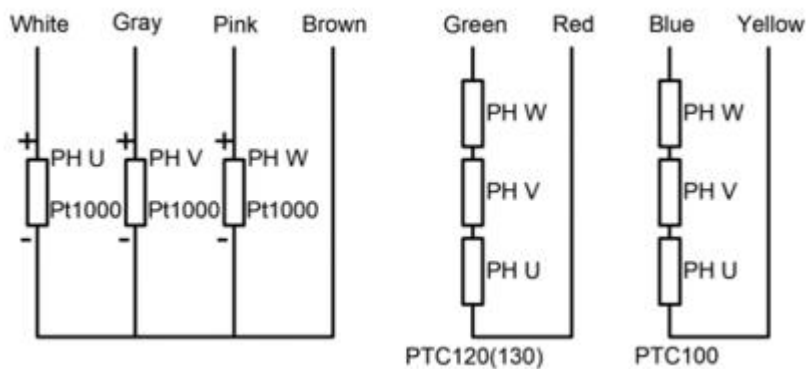 White Gray Pink Brown Green Red Blue Yellow
+ + + PH W PH W
PH U PH V PH W
Pt1000 Pt1000 Pt1000 PH V PH V
- - - PH U PH U
PTC120(130) PTC100